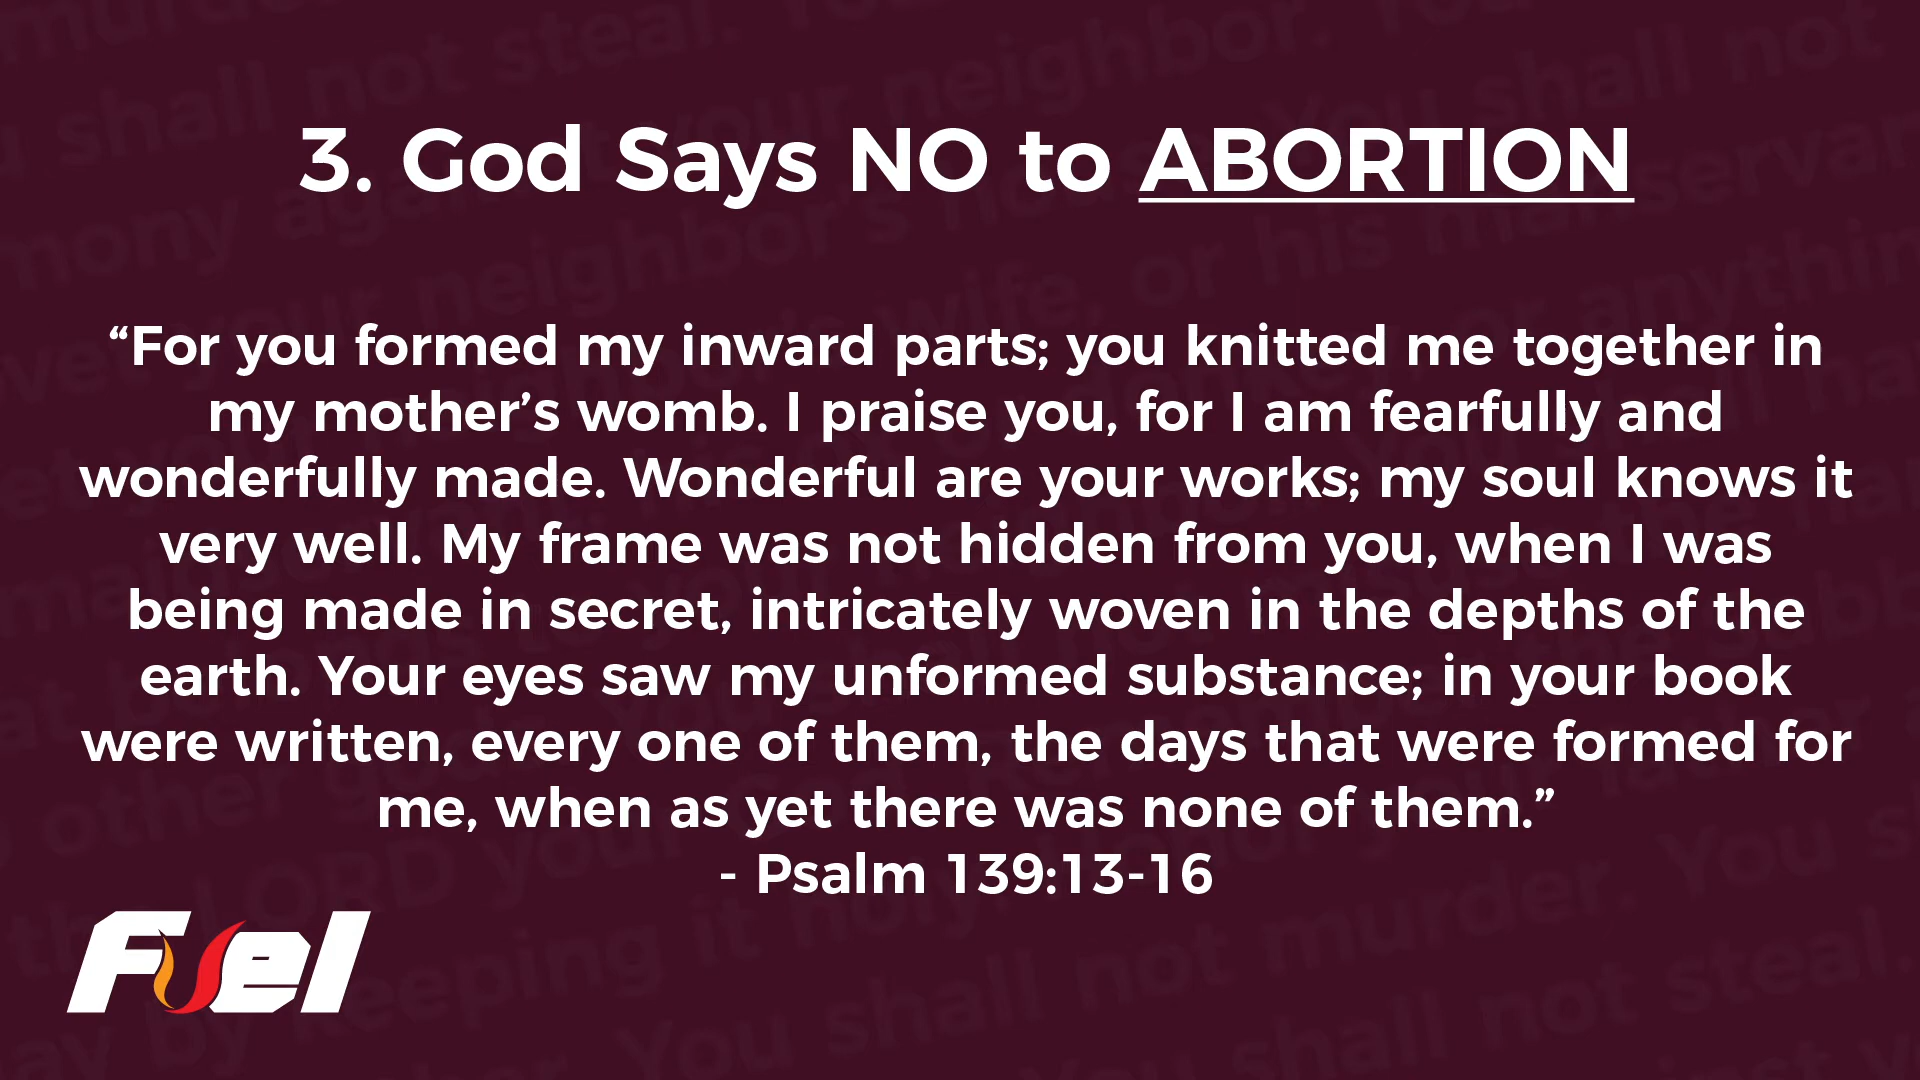 3. God Says NO to ABORTION
“For you formed my inward parts; you knitted me together in
my mother’s womb. I praise you, for I am fearfully and
wonderfully made. Wonderful are your works; my soul knows it
very well. My frame was not hidden from you, when I was
being made in secret, intricately woven in the depths of the
earth. Your eyes saw my unformed substance; in your book
were written, every one of them, the days that were formed for
me, when as yet there was none of them.”
- Psalm 139:13-16
Fuel